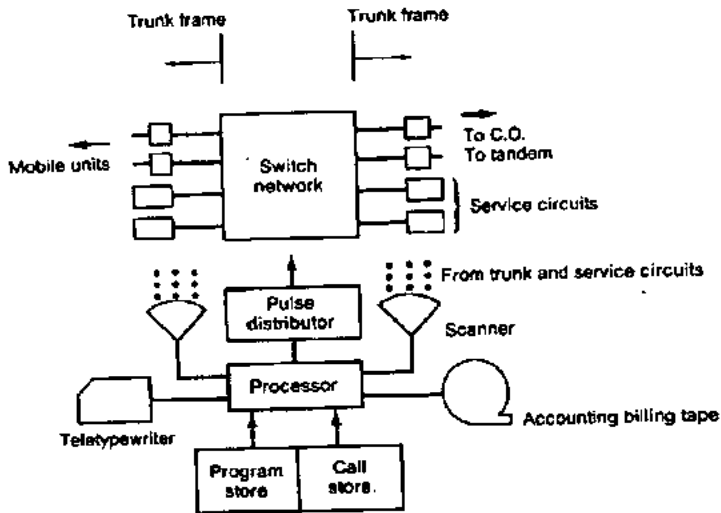 Trunk frame
Trunk frame
Mobile units
Switch
network
To C.O.
To tandem
Service circuits
From trunk and service circuits
Pulse
distributor
Scanner
Processor
Teletypewriter
Accounting billing tape
Program
store
Call
store.